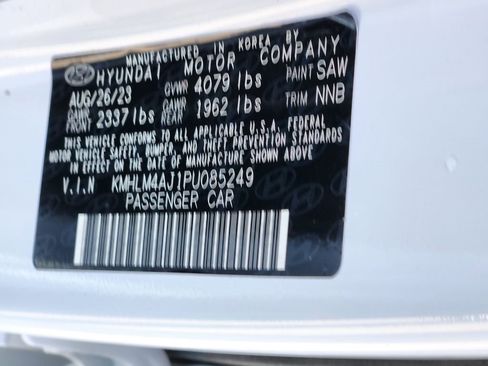 MANUFACTURED IN KOREA BY
HYUNDAI MOTOR COMPANY
AUG/26/23 GVWR 4079 lbs PAINT SAW
GAWR FRONT 2337 lbs GAWR REAR 1962 lbs TRIM NNB
THIS VEHICLE CONFORMS TO ALL APPLICABLE U.S.A. FEDERAL
MOTOR VEHICLE SAFETY, BUMPER, AND THEFT PREVENTION STANDARDS
IN EFFECT ON THE DATE OF MANUFACTURE SHOWN ABOVE.
V.I.N KMHLM4AJ1PU085249
PASSENGER CAR